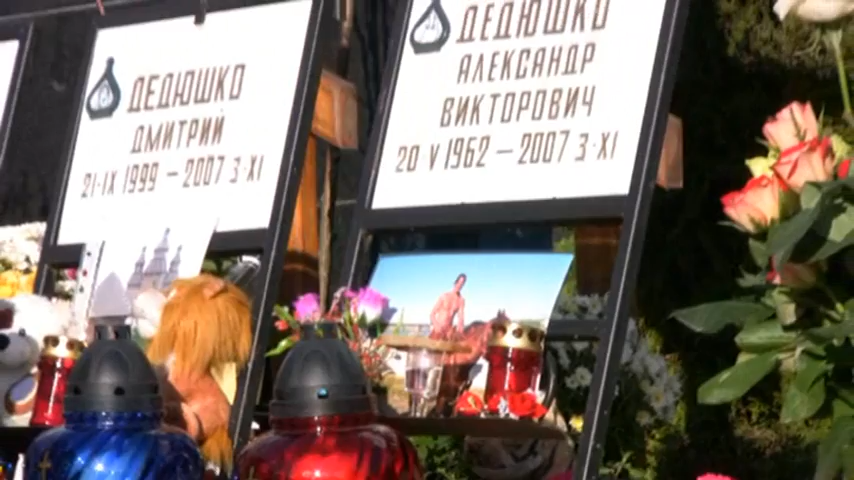 ДЕДЮШКО
ДМИТРИЙ
21·IX 1999 — 2007 3·XI
ДЕДЮШКО
АЛЕКСАНДР
ВИКТОРОВИЧ
20 V 1962 — 2007 3·XI